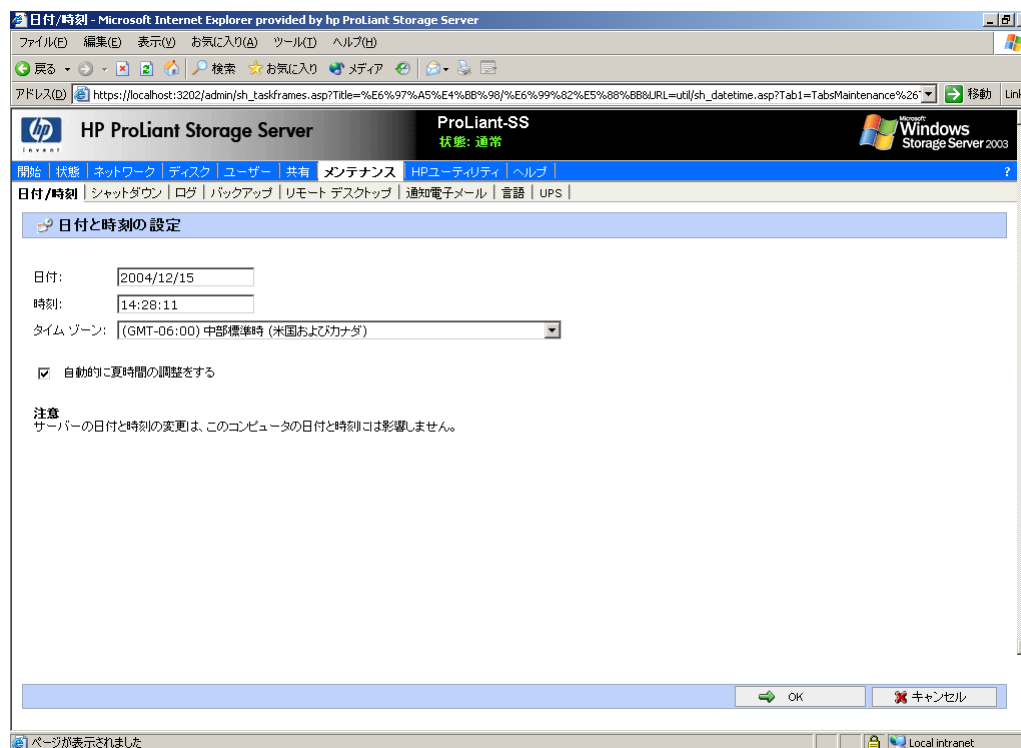 日付/時刻 - Microsoft Internet Explorer provided by hp ProLiant Storage Server
ファイル(F) 編集(E) 表示(V) お気に入り(A) ツール(T) ヘルプ(H)
戻る 検索 お気に入り メディア
アドレス(D) https://localhost:3202/admin/sh_taskframes.asp?Title=%E6%97%A5%E4%BB%98/%E6%99%82%E5%88%BB&URL=util/sh_datetime.asp?Tab1=TabsMaintenance%26 移動 Link
hp invent HP ProLiant Storage Server ProLiant-SS 状態: 通常 Microsoft Windows Storage Server 2003
開始 | 状態 | ネットワーク | ディスク | ユーザー | 共有 | メンテナンス | HPユーティリティ | ヘルプ | ?
日付/時刻 | シャットダウン | ログ | バックアップ | リモート デスクトップ | 通知電子メール | 言語 | UPS |
日付と時刻の設定
日付: 2004/12/15
時刻: 14:28:11
タイム ゾーン: (GMT-06:00) 中部標準時 (米国およびカナダ)
自動的に夏時間の調整をする
注意
サーバーの日付と時刻の変更は、このコンピュータの日付と時刻には影響しません。
OK キャンセル
ページが表示されました Local intranet